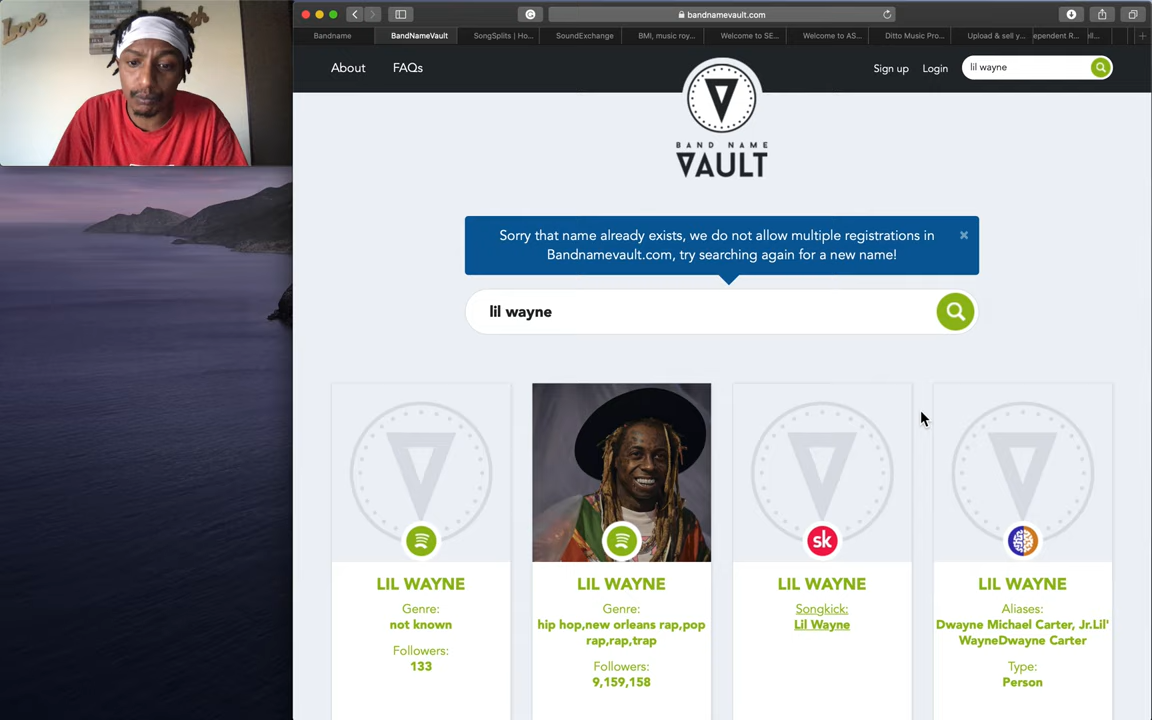 Love
bandnamevault.com
Bandname
BandNameVault
SongSplits | Ho...
SoundExchange
BMI, music roy...
Welcome to SE...
Welcome to AS...
Ditto Music Pro...
Upload & sell y...
ependent R...
ell...
About
FAQs
Sign up
Login
lil wayne
BAND NAME
VAULT
Sorry that name already exists, we do not allow multiple registrations in
Bandnamevault.com, try searching again for a new name!
lil wayne
sk
LIL WAYNE
Genre:
not known
Followers:
133
LIL WAYNE
Genre:
hip hop,new orleans rap,pop
rap,rap,trap
Followers:
9,159,158
LIL WAYNE
Songkick:
Lil Wayne
LIL WAYNE
Aliases:
Dwayne Michael Carter, Jr.Lil'
WayneDwayne Carter
Type:
Person